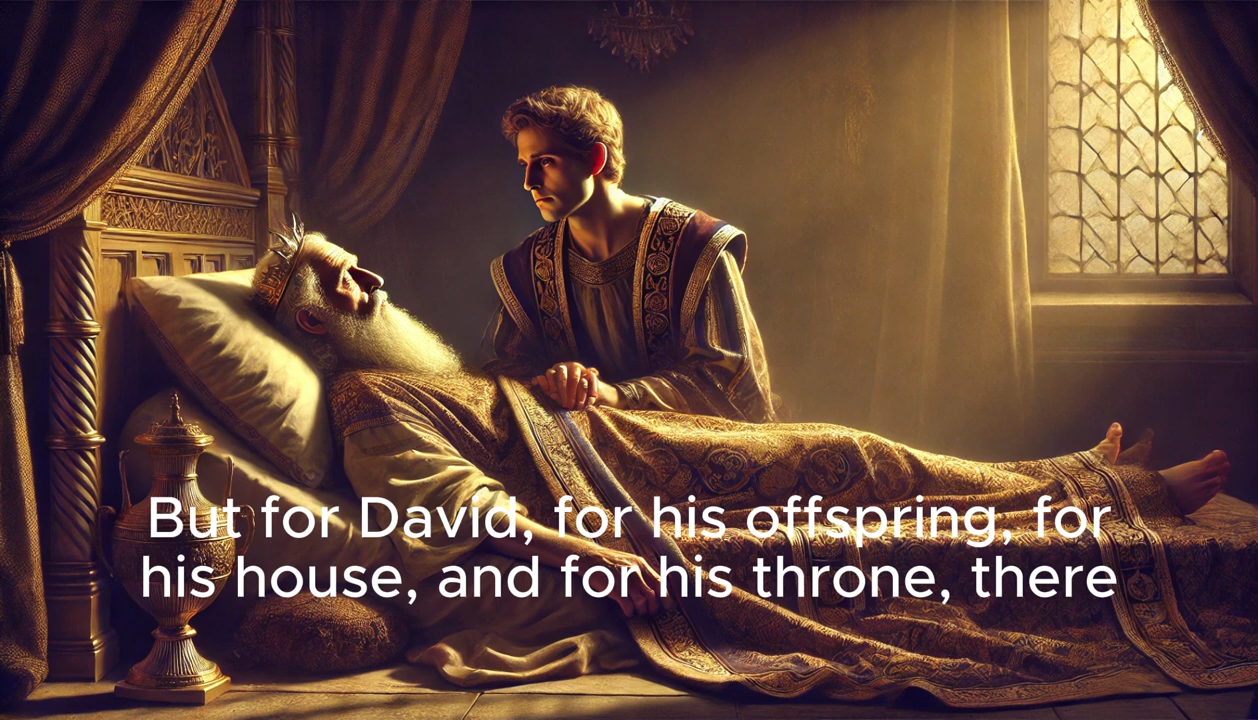 But for David, for his offspring, for
his house, and for his throne, there